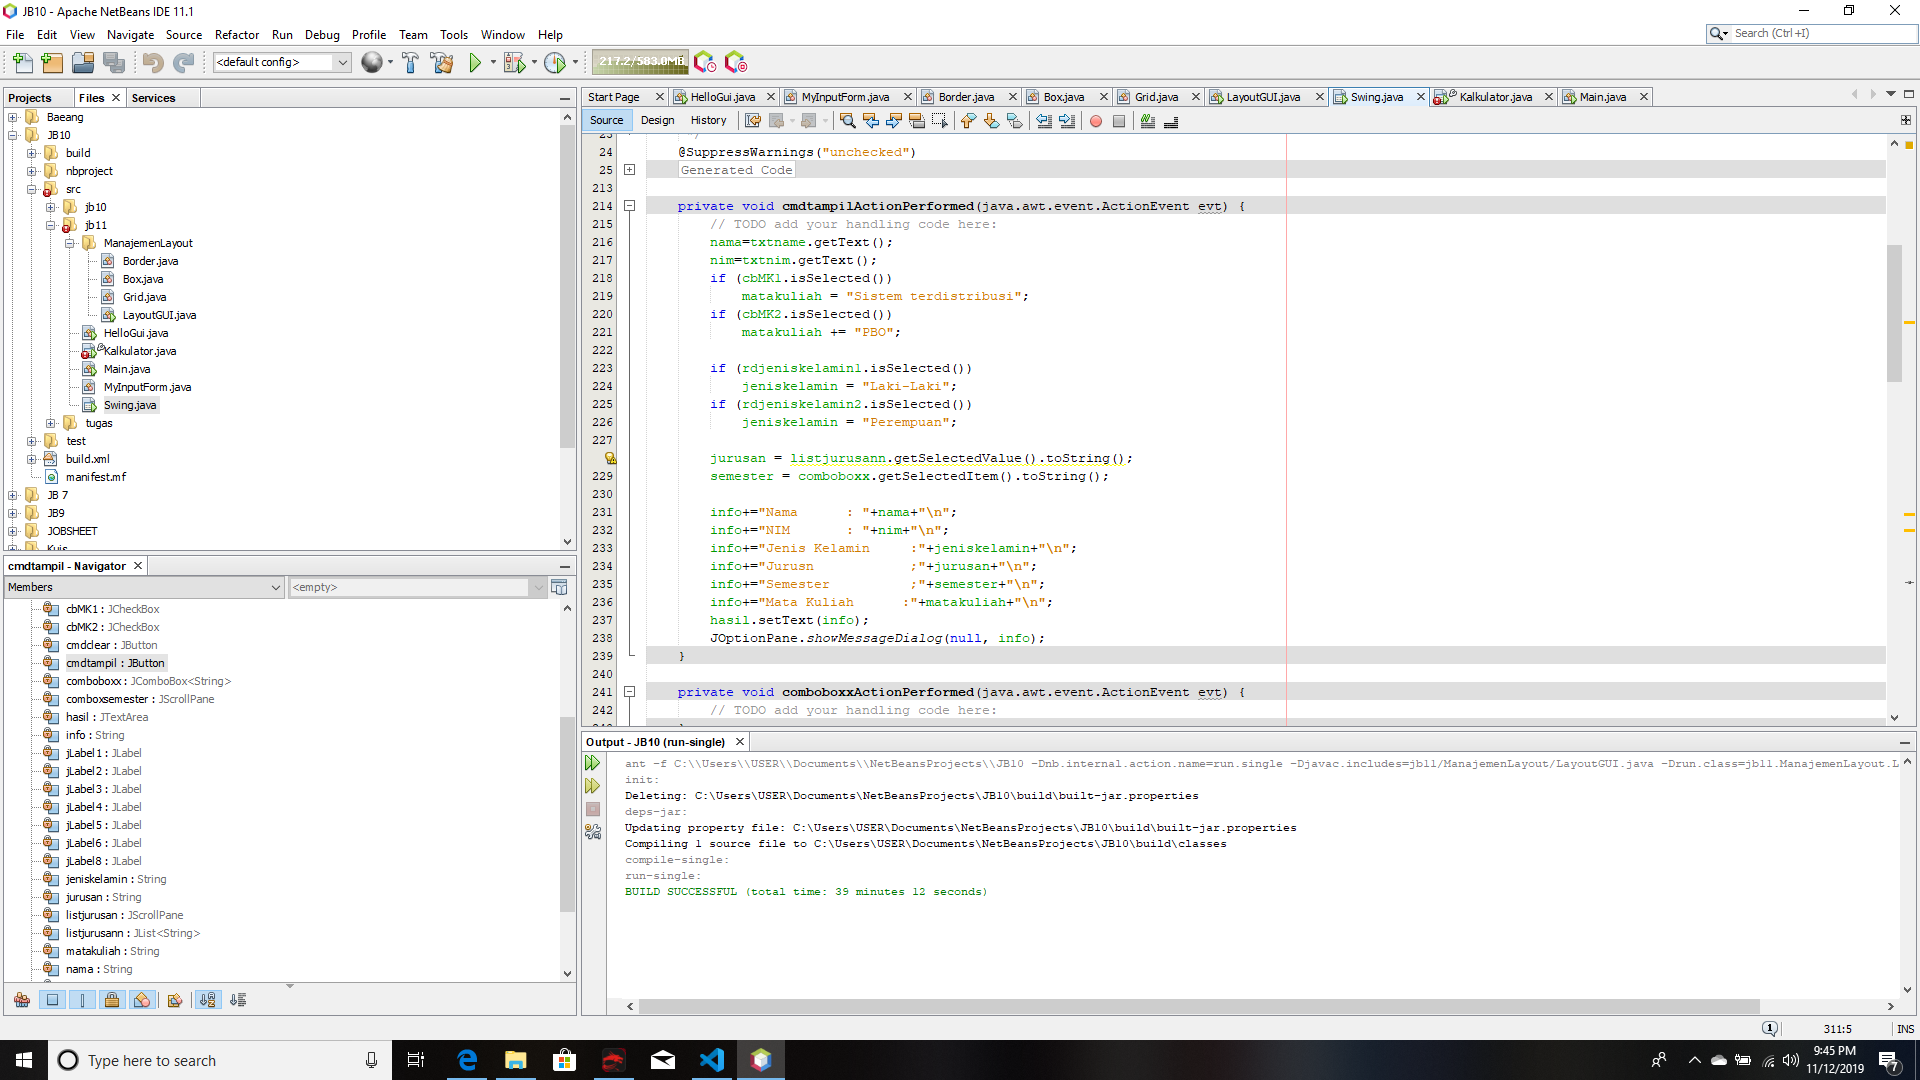 JB10 - Apache NetBeans IDE 11.1
File Edit View Navigate Source Refactor Run Debug Profile Team Tools Window Help
Search (Ctrl+I)
<default config>
217.2/583.0MB
Projects Files Services
Baeang
JB10
build
nbproject
src
jb10
jb11
ManajemenLayout
Border.java
Box.java
Grid.java
LayoutGUI.java
HelloGui.java
Kalkulator.java
Main.java
MyInputForm.java
Swing.java
tugas
test
build.xml
manifest.mf
JB 7
JB9
JOBSHEET
Kuis
cmdtampil - Navigator
Members
<empty>
cbMK1 : JCheckBox
cbMK2 : JCheckBox
cmdclear : JButton
cmdtampil : JButton
comboboxx : JComboBox<String>
comboxsemester : JScrollPane
hasil : JTextArea
info : String
jLabel1 : JLabel
jLabel2 : JLabel
jLabel3 : JLabel
jLabel4 : JLabel
jLabel5 : JLabel
jLabel6 : JLabel
jLabel8 : JLabel
jeniskelamin : String
jurusan : String
listjurusan : JScrollPane
listjurusann : JList<String>
matakuliah : String
nama : String
Start Page HelloGui.java MyInputForm.java Border.java Box.java Grid.java LayoutGUI.java Swing.java Kalkulator.java Main.java
Source Design History
23 */
24 @SuppressWarnings("unchecked")
25 Generated Code
213
214 private void cmdtampilActionPerformed(java.awt.event.ActionEvent evt) {
215 // TODO add your handling code here:
216 nama=txtname.getText();
217 nim=txtnim.getText();
218 if (cbMK1.isSelected())
219 matakuliah = "Sistem terdistribusi";
220 if (cbMK2.isSelected())
221 matakuliah += "PBO";
222
223 if (rdjeniskelamin1.isSelected())
224 jeniskelamin = "Laki-Laki";
225 if (rdjeniskelamin2.isSelected())
226 jeniskelamin = "Perempuan";
227
jurusan = listjurusann.getSelectedValue().toString();
229 semester = comboboxx.getSelectedItem().toString();
230
231 info+="Nama      : "+nama+"\n";
232 info+="NIM       : "+nim+"\n";
233 info+="Jenis Kelamin     :"+jeniskelamin+"\n";
234 info+="Jurusn            ;"+jurusan+"\n";
235 info+="Semester          ;"+semester+"\n";
236 info+="Mata Kuliah      :"+matakuliah+"\n";
237 hasil.setText(info);
238 JOptionPane.showMessageDialog(null, info);
239 }
240
241 private void comboboxxActionPerformed(java.awt.event.ActionEvent evt) {
242 // TODO add your handling code here:
Output - JB10 (run-single)
ant -f C:\\Users\\USER\\Documents\\NetBeansProjects\\JB10 -Dnb.internal.action.name=run.single -Djavac.includes=jb11/ManajemenLayout/LayoutGUI.java -Drun.class=jb11.ManajemenLayout.L
init:
Deleting: C:\Users\USER\Documents\NetBeansProjects\JB10\build\built-jar.properties
deps-jar:
Updating property file: C:\Users\USER\Documents\NetBeansProjects\JB10\build\built-jar.properties
Compiling 1 source file to C:\Users\USER\Documents\NetBeansProjects\JB10\build\classes
compile-single:
run-single:
BUILD SUCCESSFUL (total time: 39 minutes 12 seconds)
1 311:5 INS
Type here to search
9:45 PM
11/12/2019
7